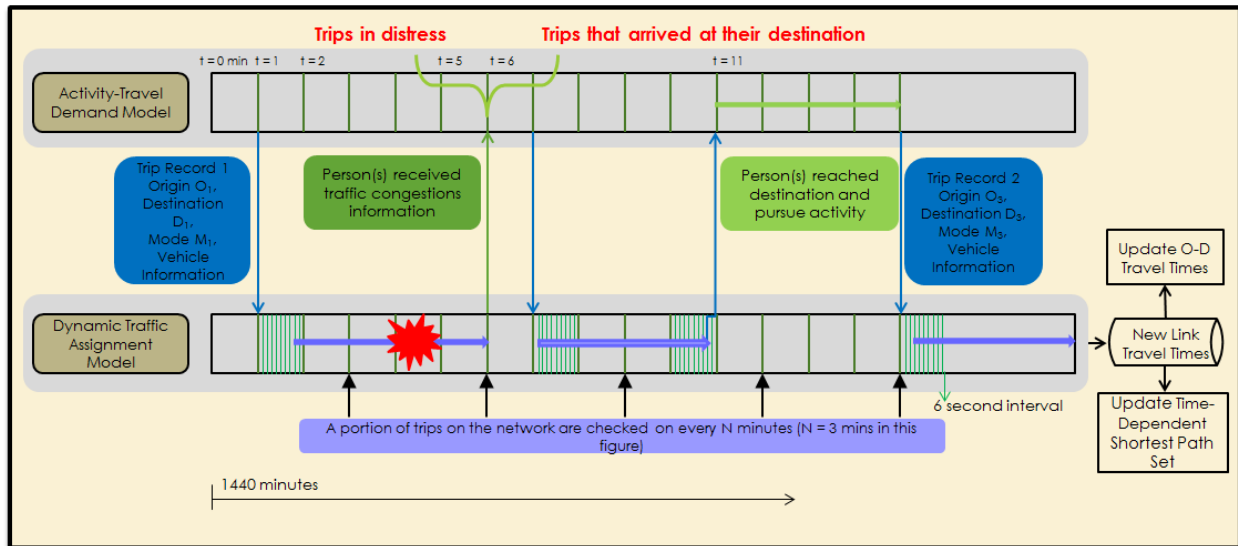 Trips in distress
Trips that arrived at their destination
t = 0 min
t = 1
t = 2
t = 5
t = 6
t = 11
Activity-Travel
Demand Model
Trip Record 1
Origin O₁,
Destination
D₁,
Mode M₁,
Vehicle
Information
Person(s) received
traffic congestions
information
Person(s) reached
destination and
pursue activity
Trip Record 2
Origin O₃,
Destination D₃,
Mode M₃,
Vehicle
Information
Update O-D
Travel Times
Dynamic Traffic
Assignment
Model
New Link
Travel Times
6 second interval
Update Time-
Dependent
Shortest Path
Set
A portion of trips on the network are checked on every N minutes (N = 3 mins in this
figure)
1440 minutes